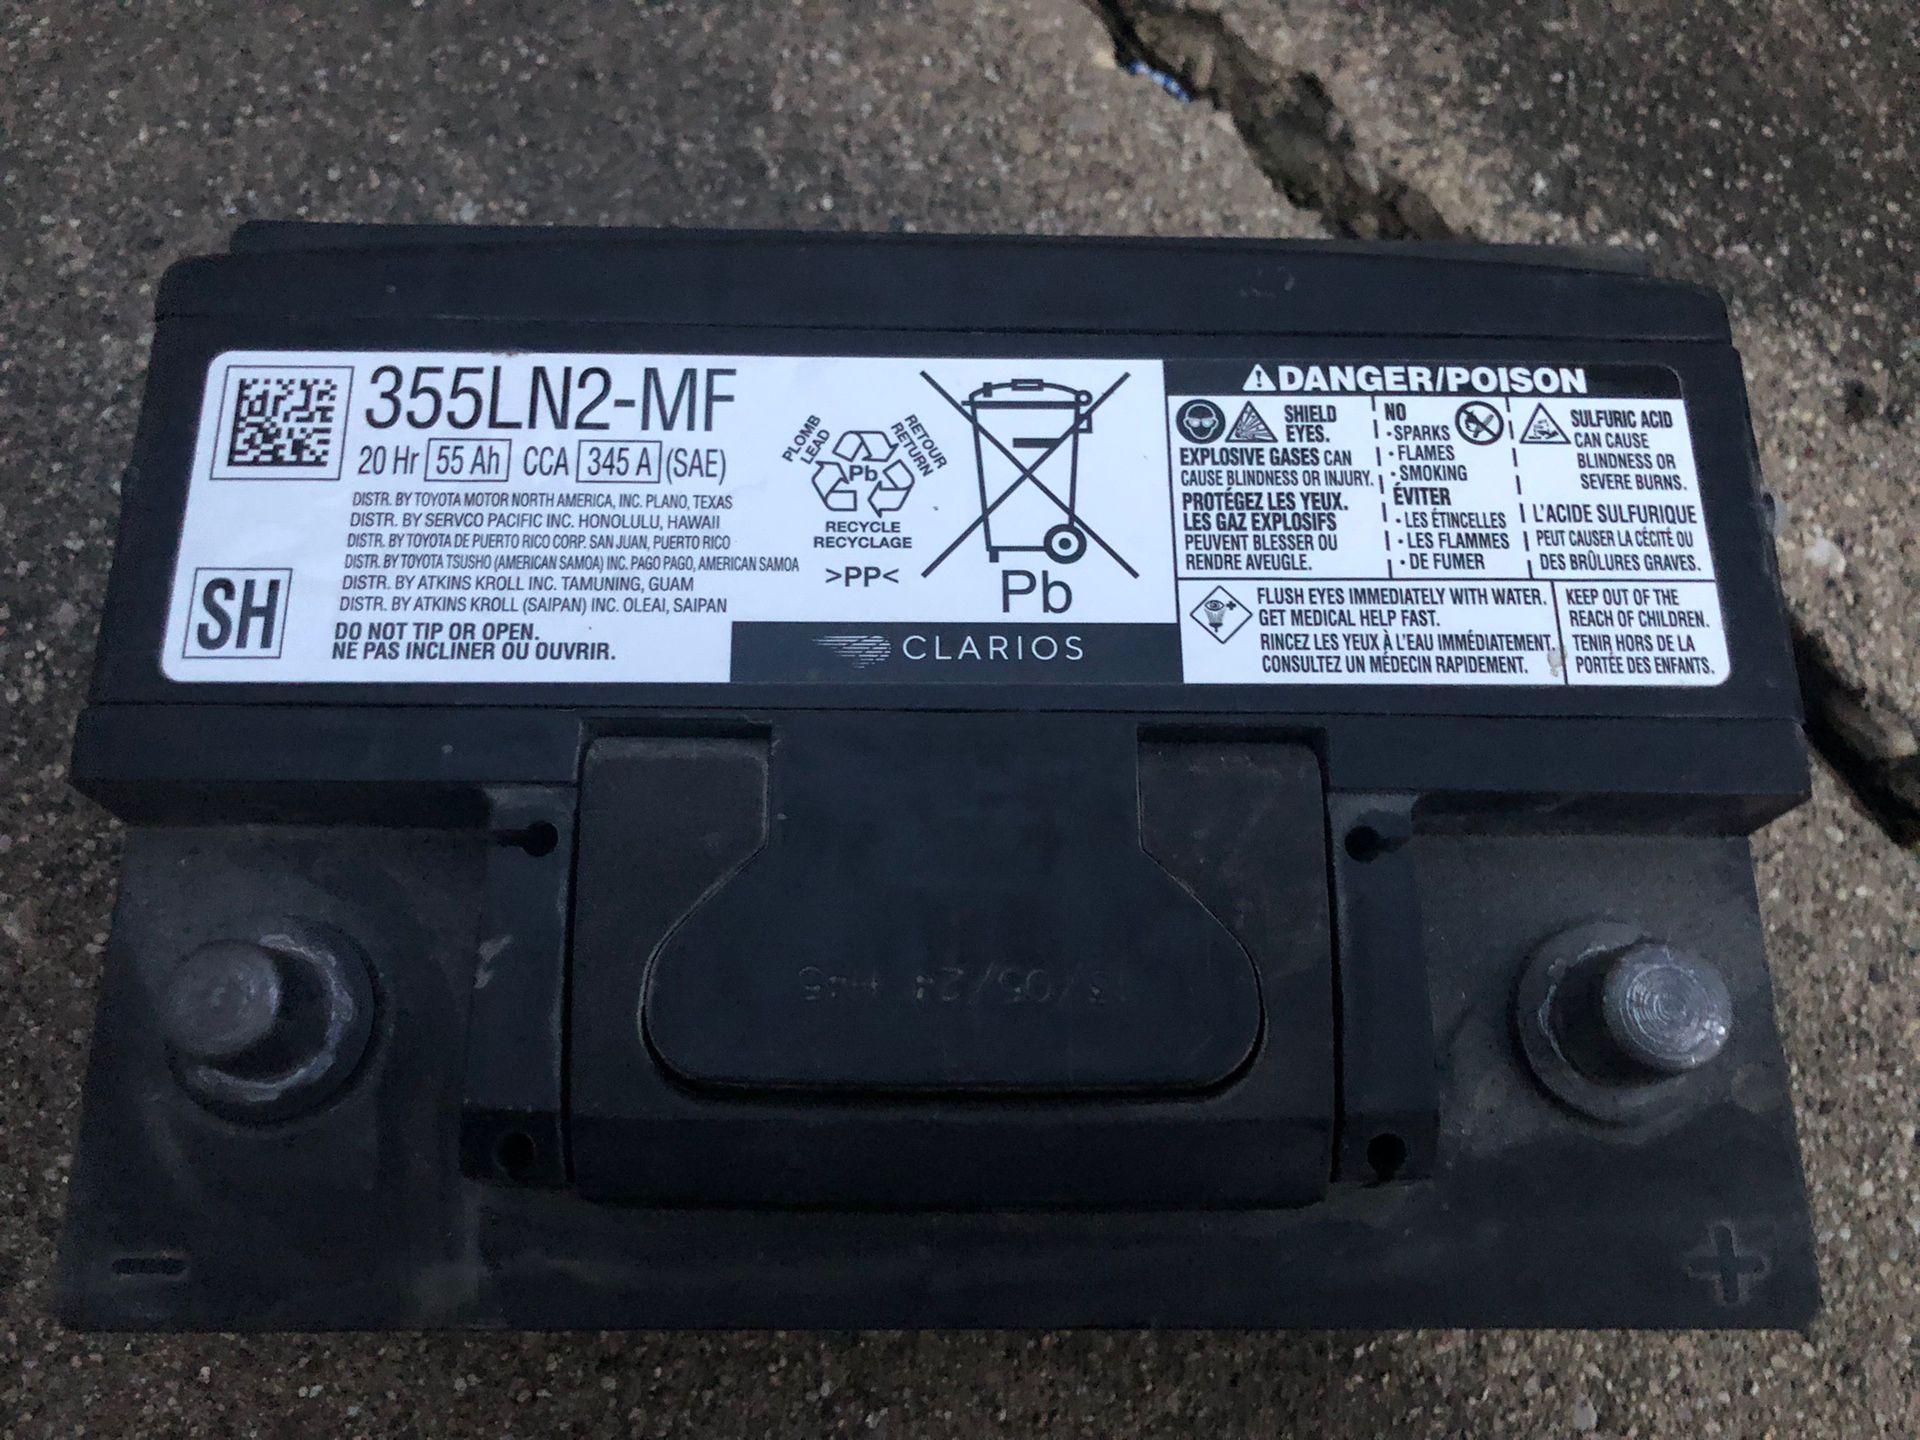 355LN2-MF
20 Hr 55 Ah CCA 345 A (SAE)
DISTR. BY TOYOTA MOTOR NORTH AMERICA, INC. PLANO, TEXAS
DISTR. BY SERVCO PACIFIC INC. HONOLULU, HAWAII
DISTR. BY TOYOTA DE PUERTO RICO CORP. SAN JUAN, PUERTO RICO
DISTR. BY TOYOTA TSUSHO (AMERICAN SAMOA) INC. PAGO PAGO, AMERICAN SAMOA
DISTR. BY ATKINS KROLL INC. TAMUNING, GUAM
DISTR. BY ATKINS KROLL (SAIPAN) INC. OLEAI, SAIPAN
SH
DO NOT TIP OR OPEN.
NE PAS INCLINER OU OUVRIR.
PLOMB
LEAD
RETOUR
RETURN
Pb
RECYCLE
RECYCLAGE
>PP<
Pb
CLARIOS
DANGER/POISON
SHIELD
EYES.
EXPLOSIVE GASES CAN
CAUSE BLINDNESS OR INJURY.
PROTÉGEZ LES YEUX.
LES GAZ EXPLOSIFS
PEUVENT BLESSER OU
RENDRE AVEUGLE.
NO
• SPARKS
• FLAMES
• SMOKING
ÉVITER
• LES ÉTINCELLES
• LES FLAMMES
• DE FUMER
SULFURIC ACID
CAN CAUSE
BLINDNESS OR
SEVERE BURNS.
L'ACIDE SULFURIQUE
PEUT CAUSER LA CÉCITÉ OU
DES BRÛLURES GRAVES.
FLUSH EYES IMMEDIATELY WITH WATER.
GET MEDICAL HELP FAST.
RINCEZ LES YEUX À L'EAU IMMÉDIATEMENT.
CONSULTEZ UN MÉDECIN RAPIDEMENT.
KEEP OUT OF THE
REACH OF CHILDREN.
TENIR HORS DE LA
PORTÉE DES ENFANTS.
−
+